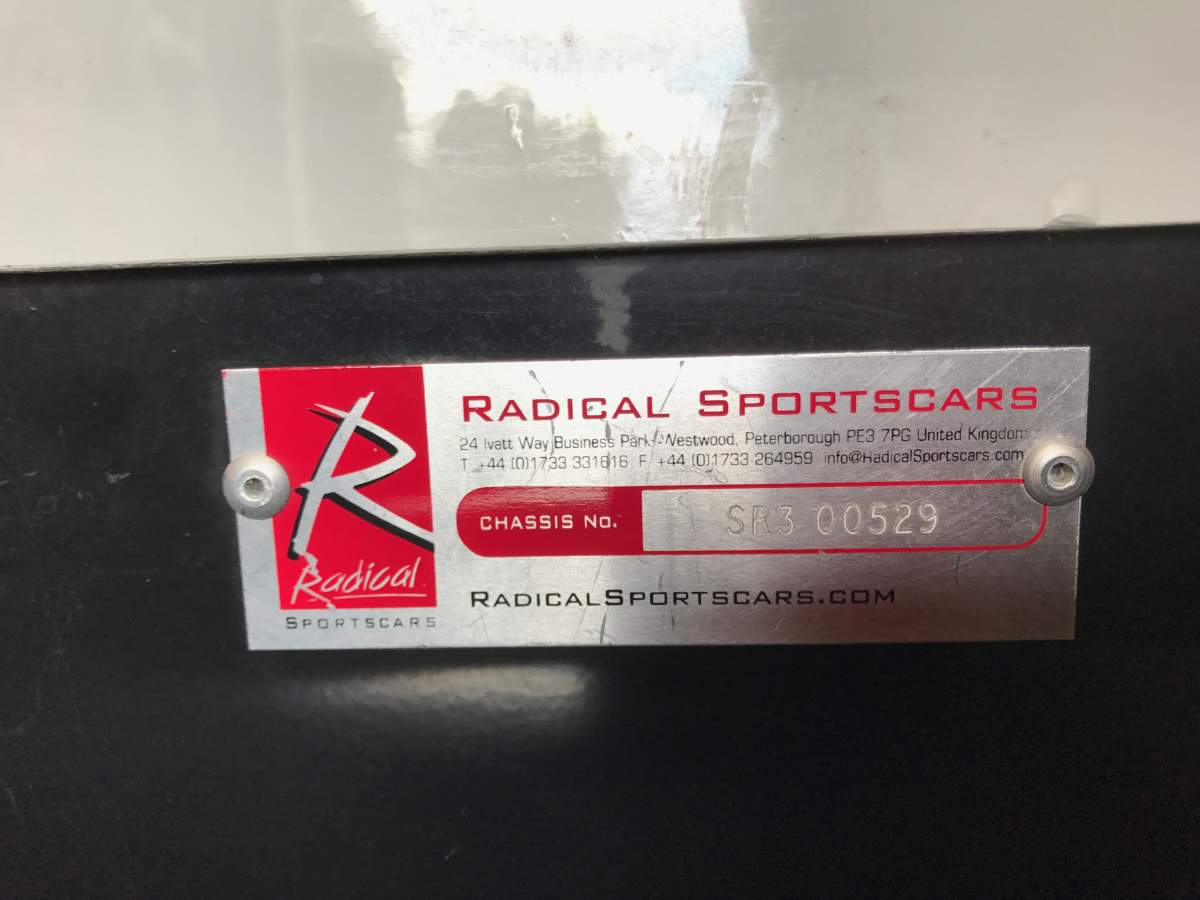 RADICAL SPORTSCARS
24 Ivatt Way Business Park, Westwood, Peterborough PE3 7PG United Kingdom
T +44 (0)1733 331616 F +44 (0)1733 264959 info@RadicalSportscars.com
CHASSIS No. SR3 00529
RADICALSPORTSCARS.COM
R
Radical
SPORTSCARS